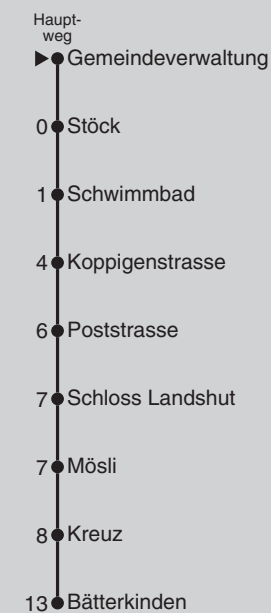 Haupt-
weg
Gemeindeverwaltung
0 Stöck
1 Schwimmbad
4 Koppigenstrasse
6 Poststrasse
7 Schloss Landshut
7 Mösli
8 Kreuz
13 Bätterkinden